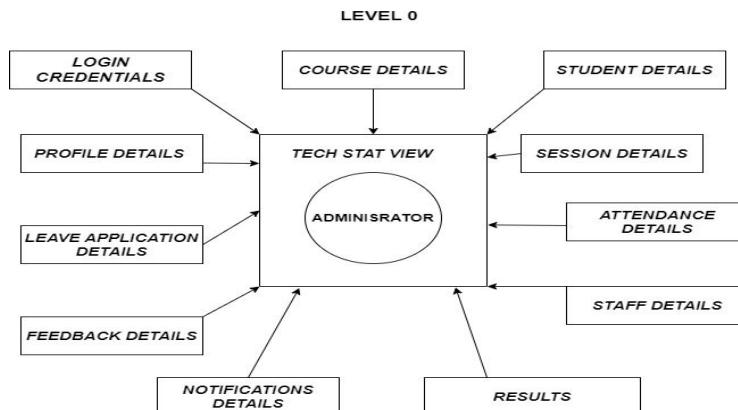 LEVEL 0
LOGIN
CREDENTIALS
COURSE DETAILS
STUDENT DETAILS
PROFILE DETAILS
TECH STAT VIEW
SESSION DETAILS
ADMINISRATOR
LEAVE APPLICATION
DETAILS
ATTENDANCE
DETAILS
STAFF DETAILS
FEEDBACK DETAILS
NOTIFICATIONS
DETAILS
RESULTS